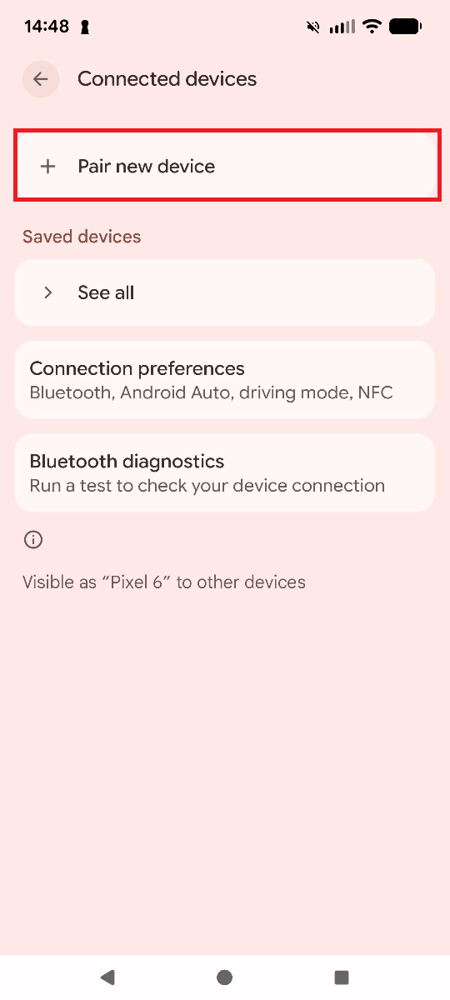 14:48
Connected devices
Pair new device
Saved devices
See all
Connection preferences
Bluetooth, Android Auto, driving mode, NFC
Bluetooth diagnostics
Run a test to check your device connection
Visible as “Pixel 6” to other devices